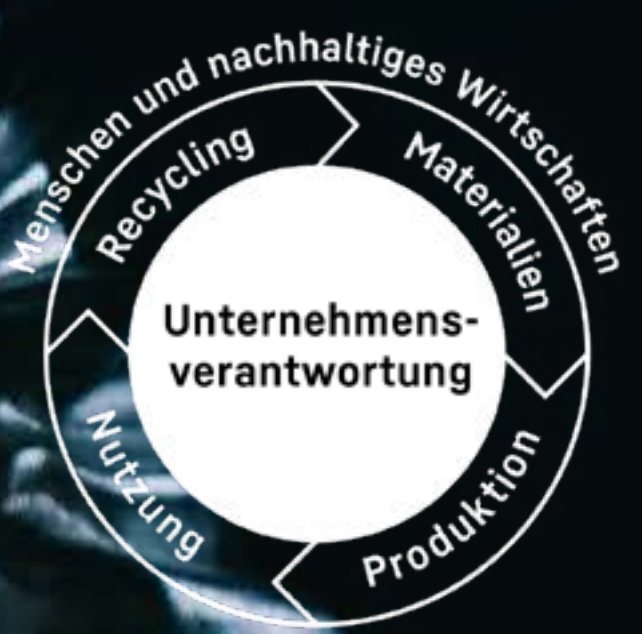 Menschen und nachhaltiges Wirtschaften
Recycling
Materialien
Unternehmens-
verantwortung
Nutzung
Produktion